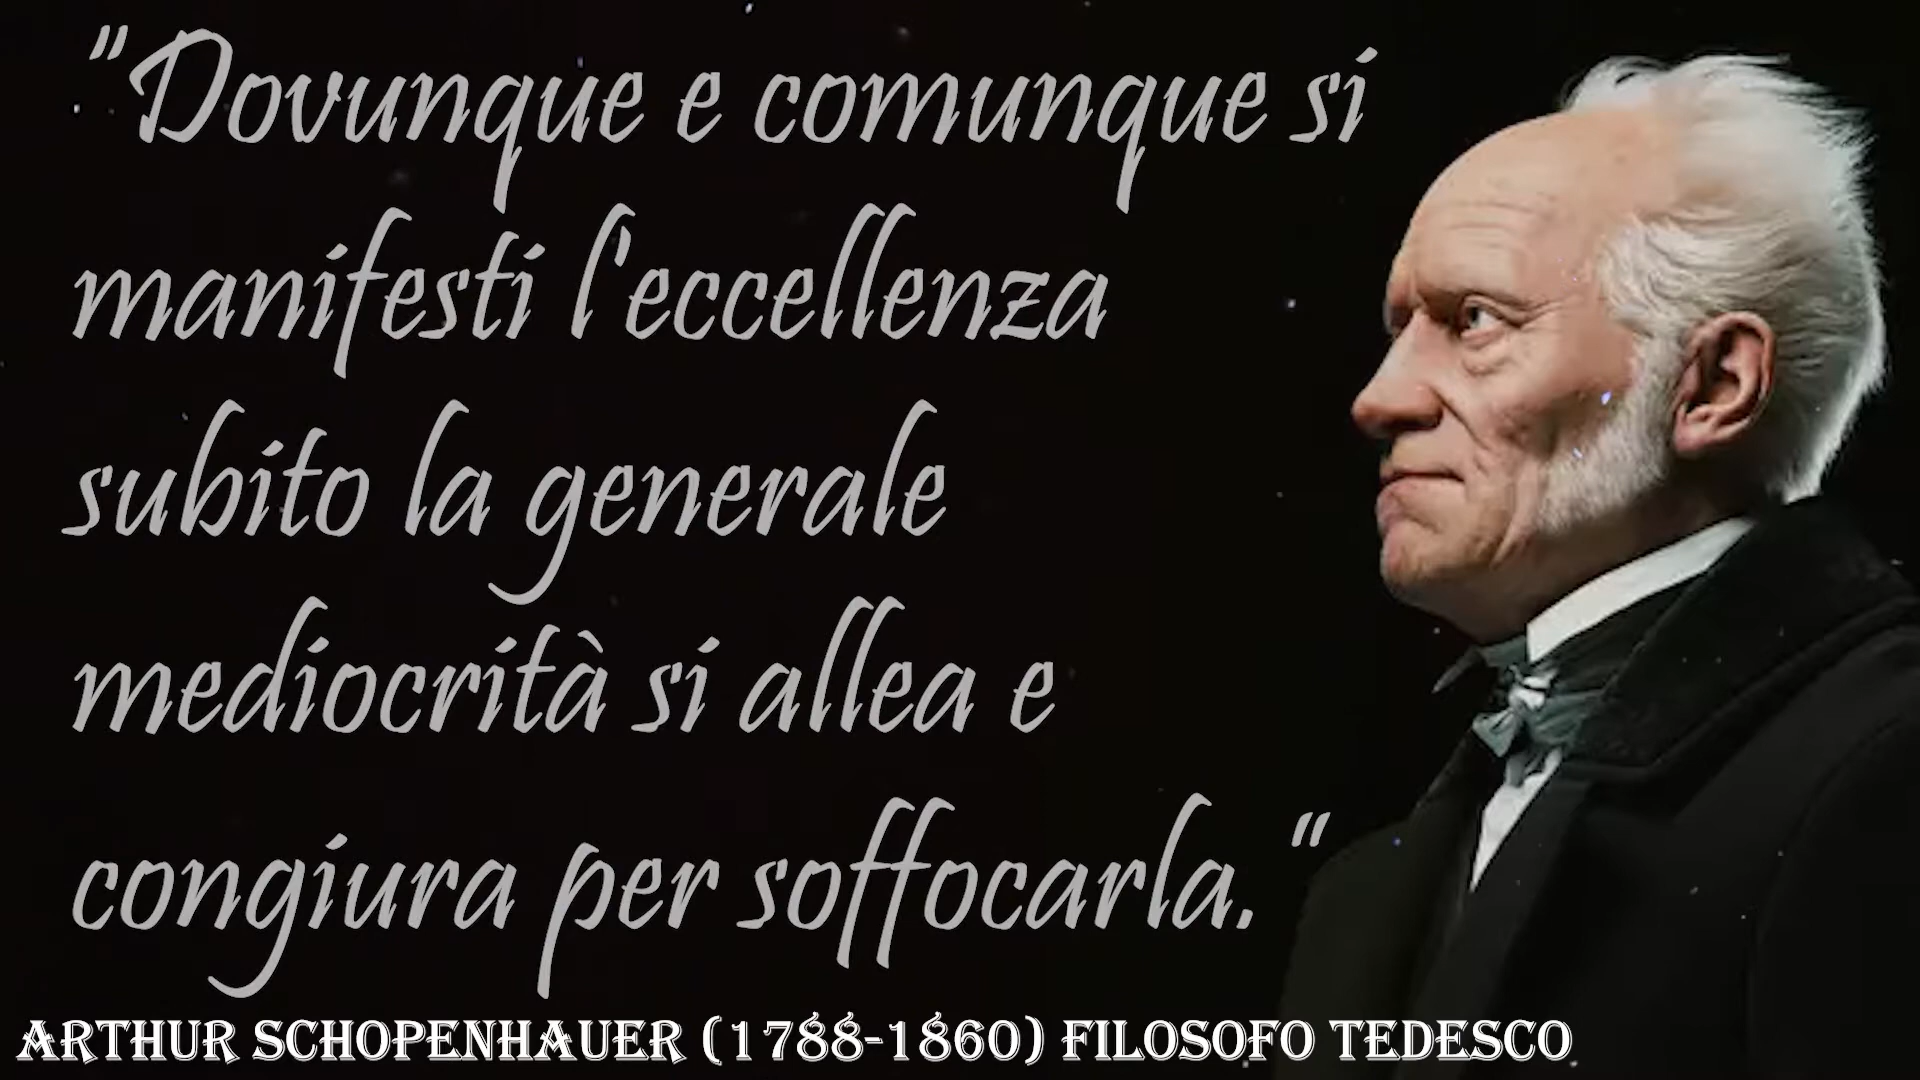 "Dovunque e comunque si
manifesti l'eccellenza
subito la generale
mediocrità si allea e
congiura per soffocarla.“
ARTHUR SCHOPENHAUER (1788-1860) FILOSOFO TEDESCO